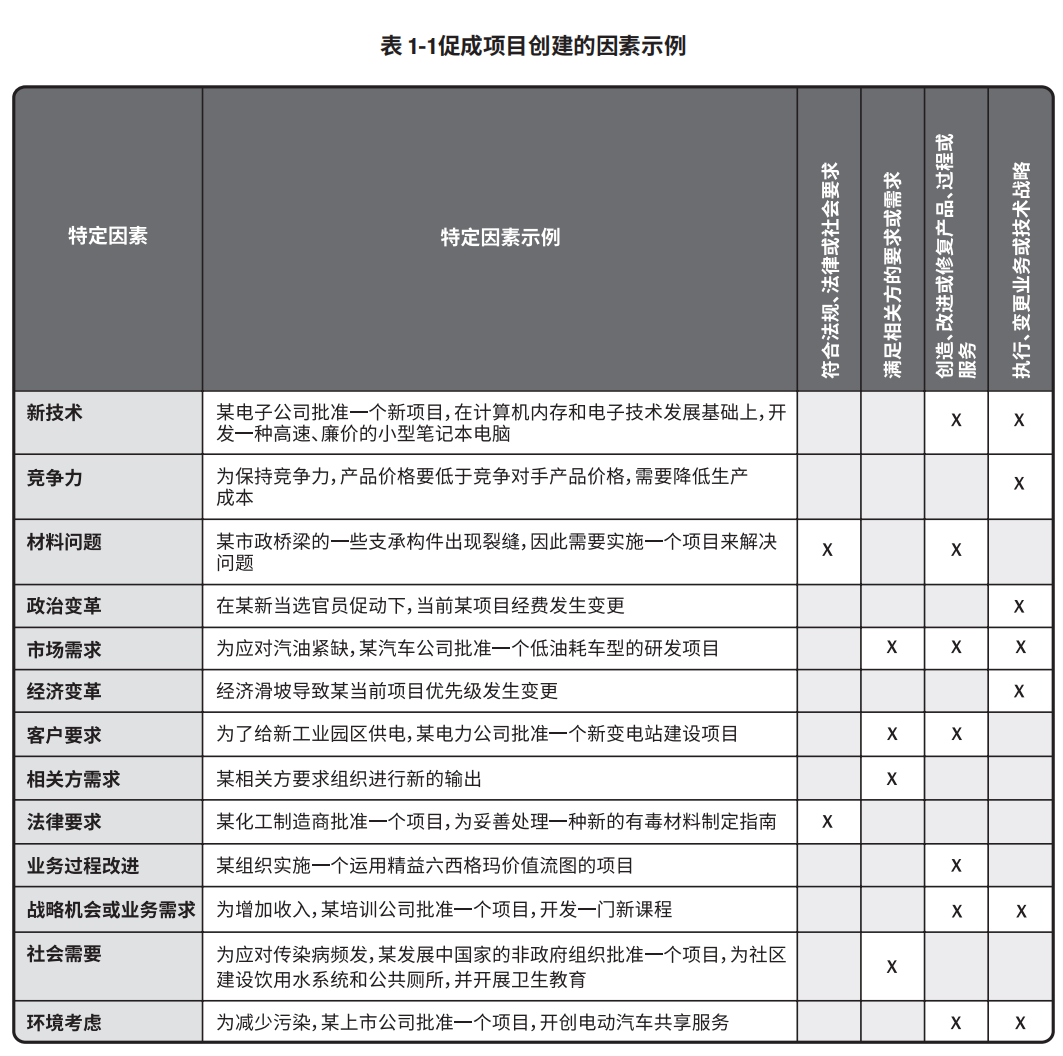 表 1-1促成项目创建的因素示例
特定因素
特定因素示例
符合法规、法律或社会要求
满足相关方的要求或需求
创造、改进或修复产品、过程或
服务
执行、变更业务或技术战略
新技术
某电子公司批准一个新项目,在计算机内存和电子技术发展基础上,开
发一种高速、廉价的小型笔记本电脑
X X
竞争力
为保持竞争力,产品价格要低于竞争对手产品价格,需要降低生产
成本
X
材料问题
某市政桥梁的一些支承构件出现裂缝,因此需要实施一个项目来解决
问题
X X
政治变革
在某新当选官员促动下,当前某项目经费发生变更
X
市场需求
为应对汽油紧缺,某汽车公司批准一个低油耗车型的研发项目
X X X
经济变革
经济滑坡导致某当前项目优先级发生变更
X
客户要求
为了给新工业园区供电,某电力公司批准一个新变电站建设项目
X X
相关方需求
某相关方要求组织进行新的输出
X
法律要求
某化工制造商批准一个项目,为妥善处理一种新的有毒材料制定指南
X
业务过程改进
某组织实施一个运用精益六西格玛价值流图的项目
X
战略机会或业务需求
为增加收入,某培训公司批准一个项目,开发一门新课程
X X
社会需要
为应对传染病频发,某发展中国家的非政府组织批准一个项目,为社区
建设饮用水系统和公共厕所,并开展卫生教育
X
环境考虑
为减少污染,某上市公司批准一个项目,开创电动汽车共享服务
X X